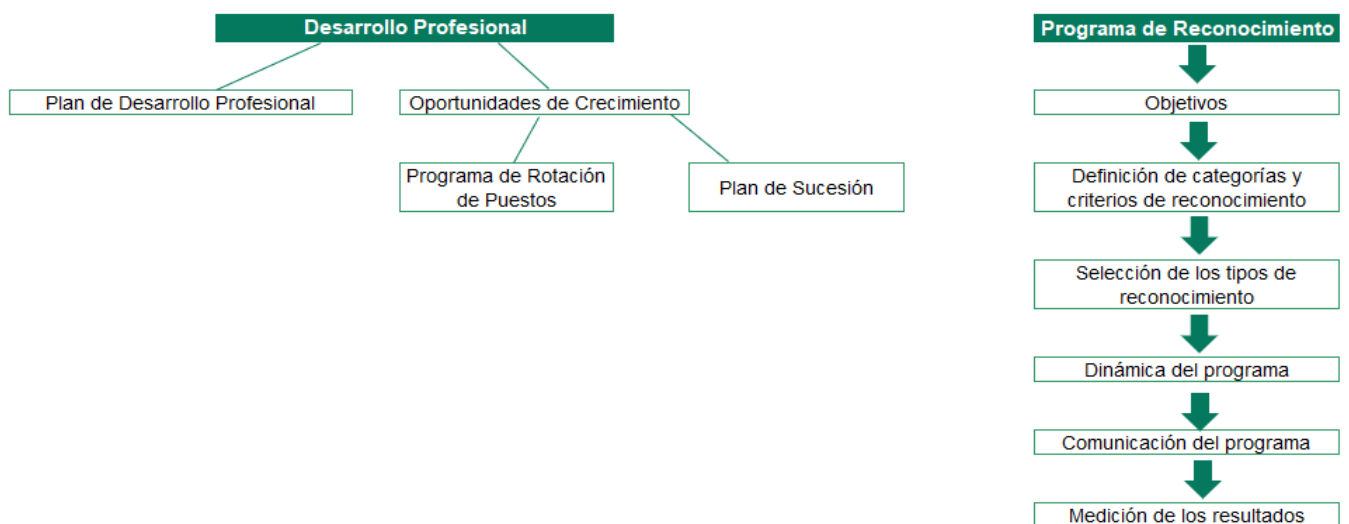 Desarrollo Profesional
Plan de Desarrollo Profesional
Oportunidades de Crecimiento
Programa de Rotación
de Puestos
Plan de Sucesión
Programa de Reconocimiento
Objetivos
Definición de categorías y
criterios de reconocimiento
Selección de los tipos de
reconocimiento
Dinámica del programa
Comunicación del programa
Medición de los resultados